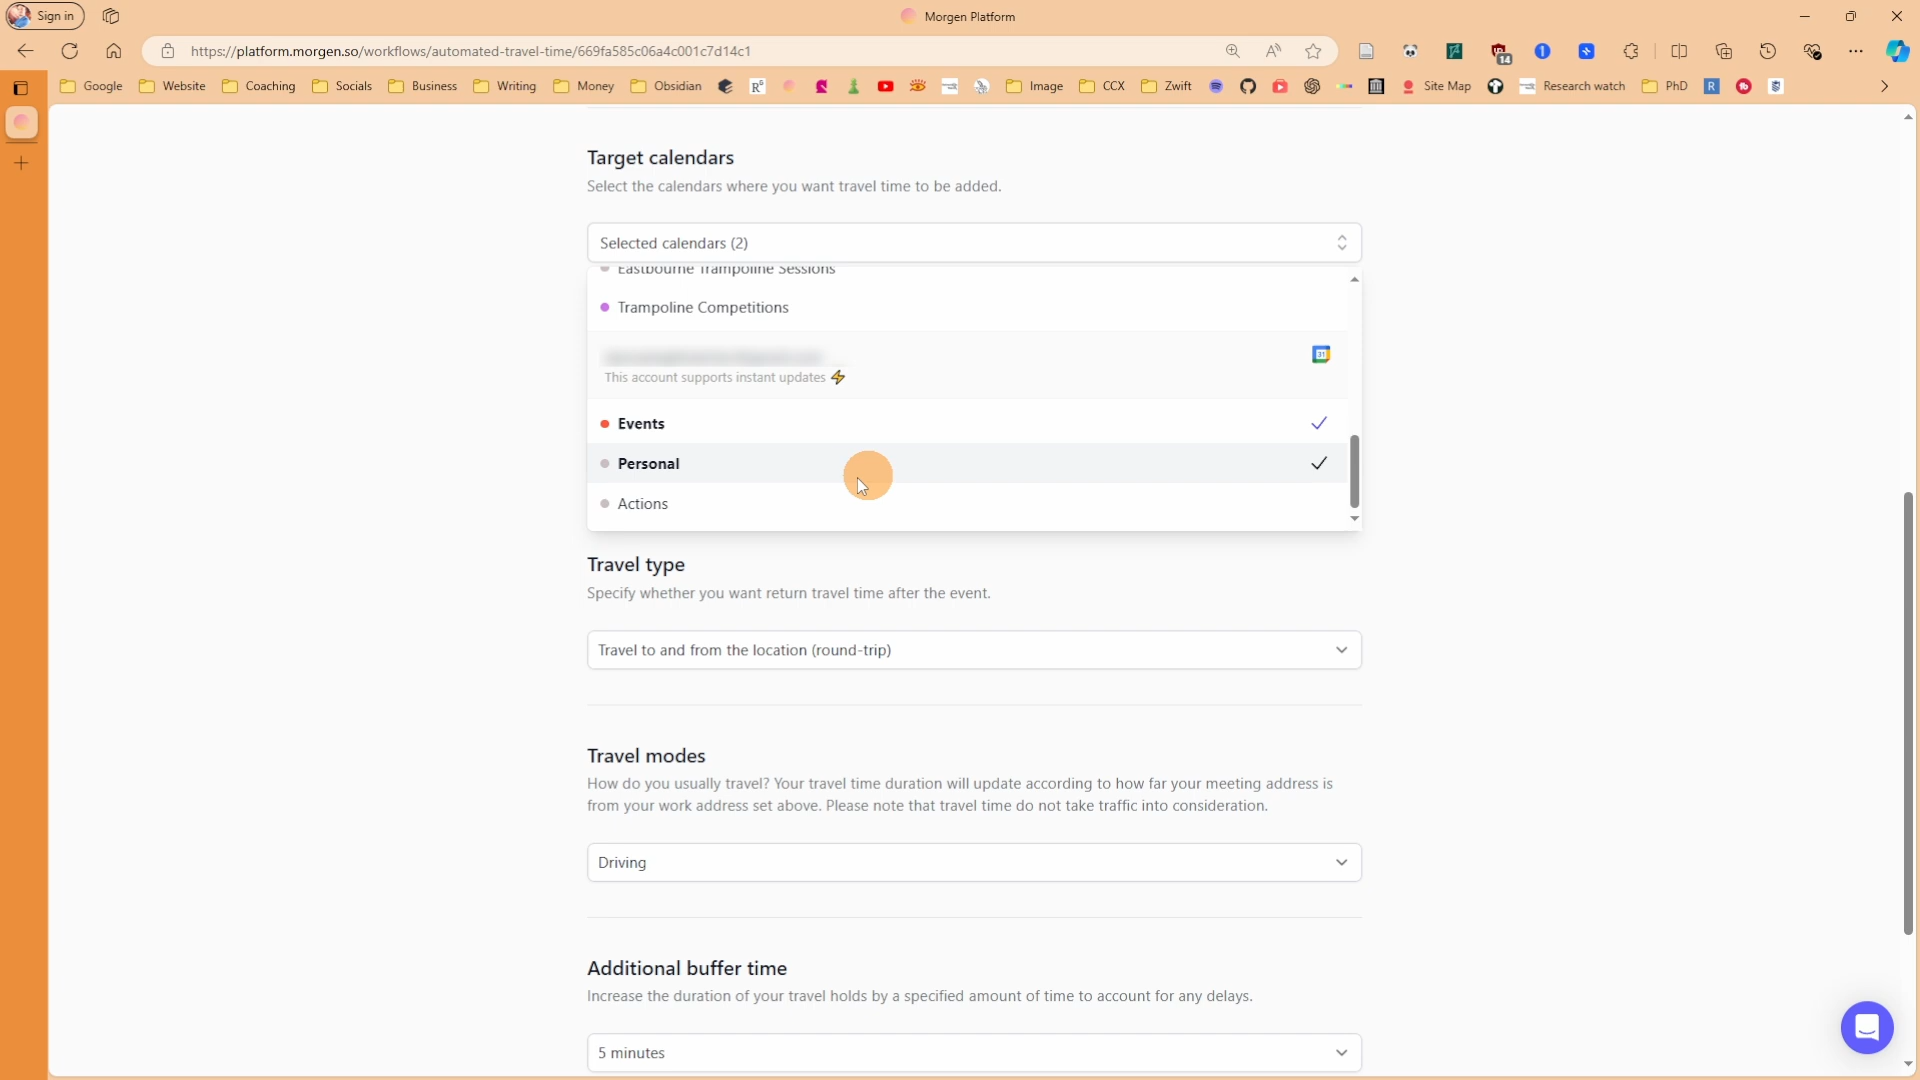 Sign in
Morgen Platform
https://platform.morgen.so/workflows/automated-travel-time/669fa585c06a4c001c7d14c1
14
1
Google
Website
Coaching
Socials
Business
Writing
Money
Obsidian
Image
CCX
Zwift
Site Map
Research watch
PhD
R
Target calendars
Select the calendars where you want travel time to be added.
Selected calendars (2)
Eastbourne Trampoline Sessions
Trampoline Competitions
This account supports instant updates
31
Events
Personal
Actions
Travel type
Specify whether you want return travel time after the event.
Travel to and from the location (round-trip)
Travel modes
How do you usually travel? Your travel time duration will update according to how far your meeting address is
from your work address set above. Please note that travel time do not take traffic into consideration.
Driving
Additional buffer time
Increase the duration of your travel holds by a specified amount of time to account for any delays.
5 minutes